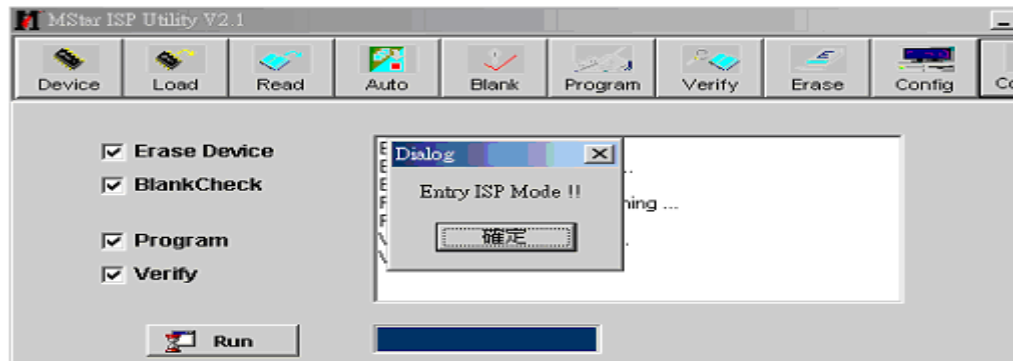 MStar ISP Utility V2.1
Device Load Read Auto Blank Program Verify Erase Config
Erase Device
BlankCheck
Program
Verify
Dialog
Entry ISP Mode !!
確定
Run